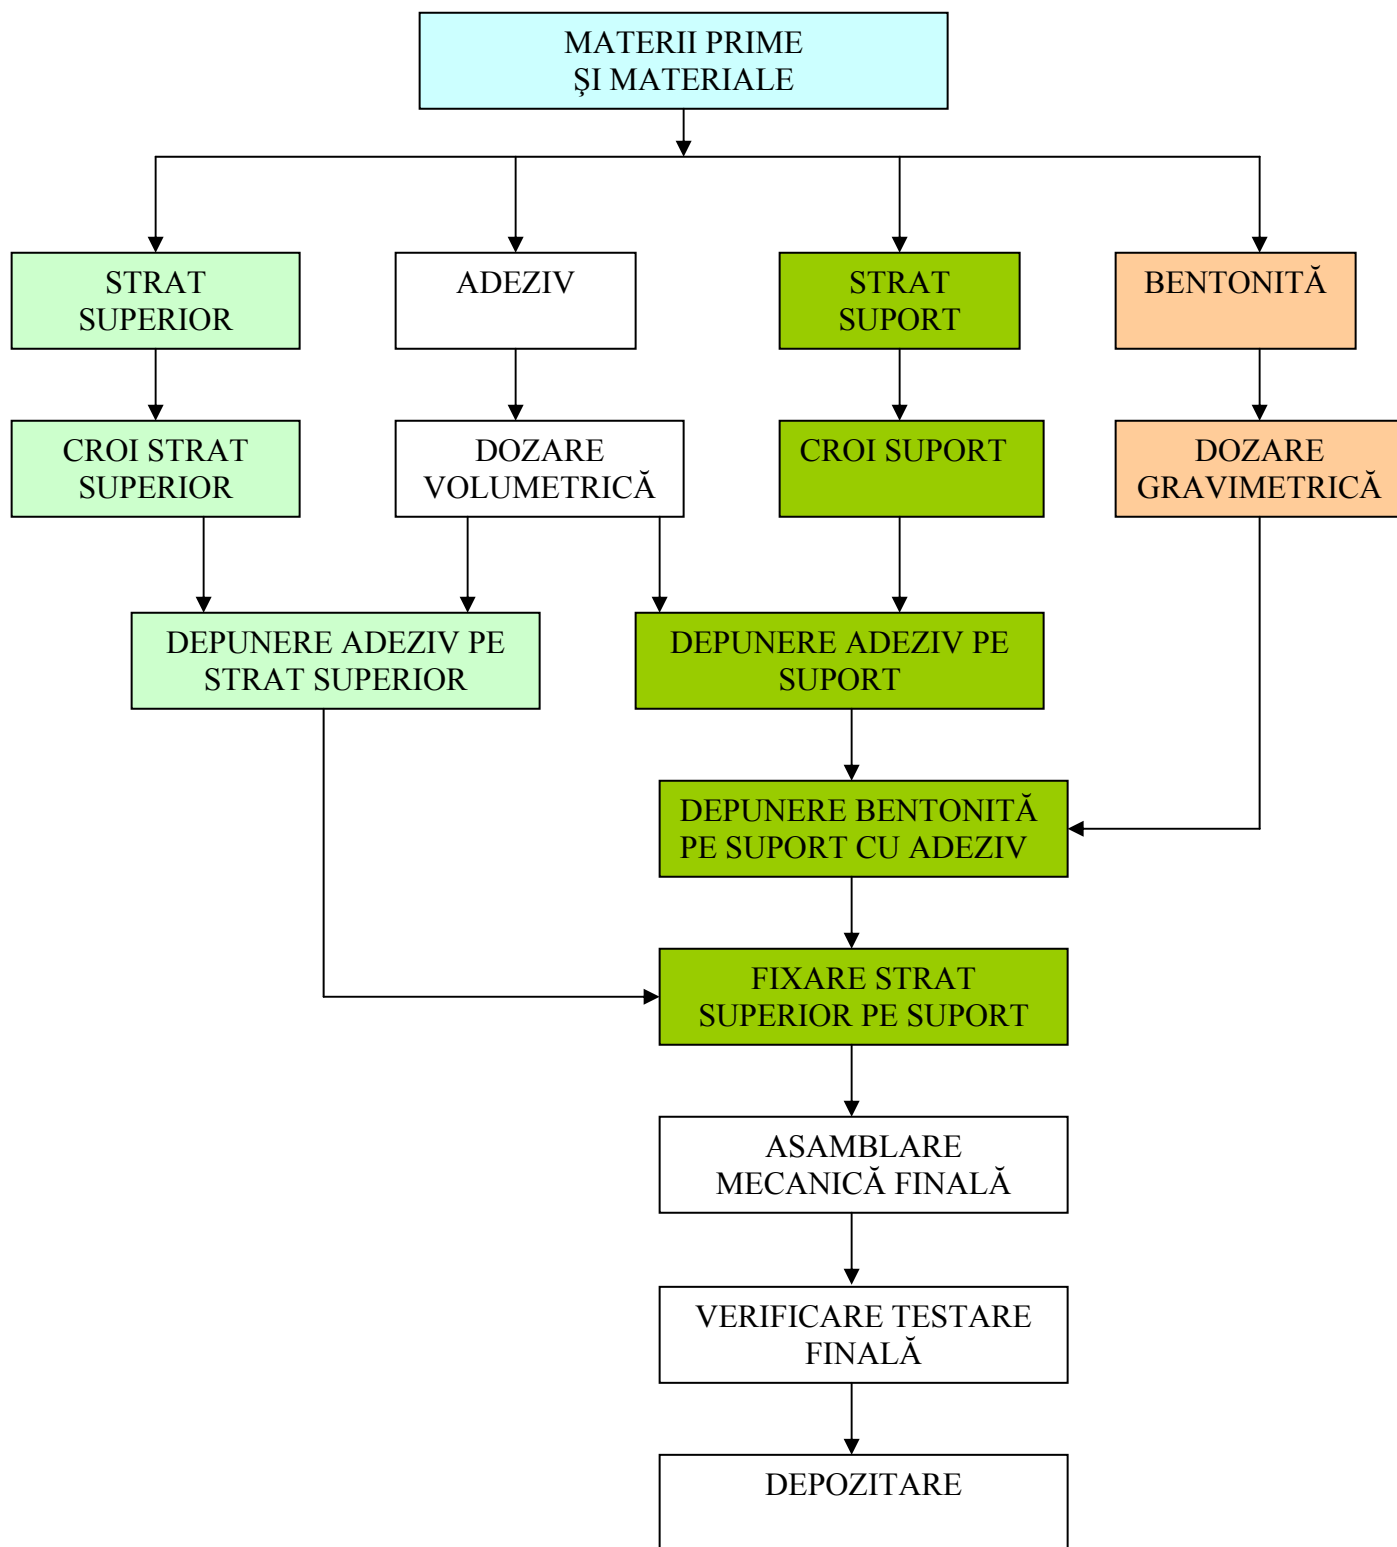 MATERII PRIME
ŞI MATERIALE
STRAT
SUPERIOR
ADEZIV
STRAT
SUPORT
BENTONITĂ
CROI STRAT
SUPERIOR
DOZARE
VOLUMETRICĂ
CROI SUPORT
DOZARE
GRAVIMETRICĂ
DEPUNERE ADEZIV PE
STRAT SUPERIOR
DEPUNERE ADEZIV PE
SUPORT
DEPUNERE BENTONITĂ
PE SUPORT CU ADEZIV
FIXARE STRAT
SUPERIOR PE SUPORT
ASAMBLARE
MECANICĂ FINALĂ
VERIFICARE TESTARE
FINALĂ
DEPOZITARE